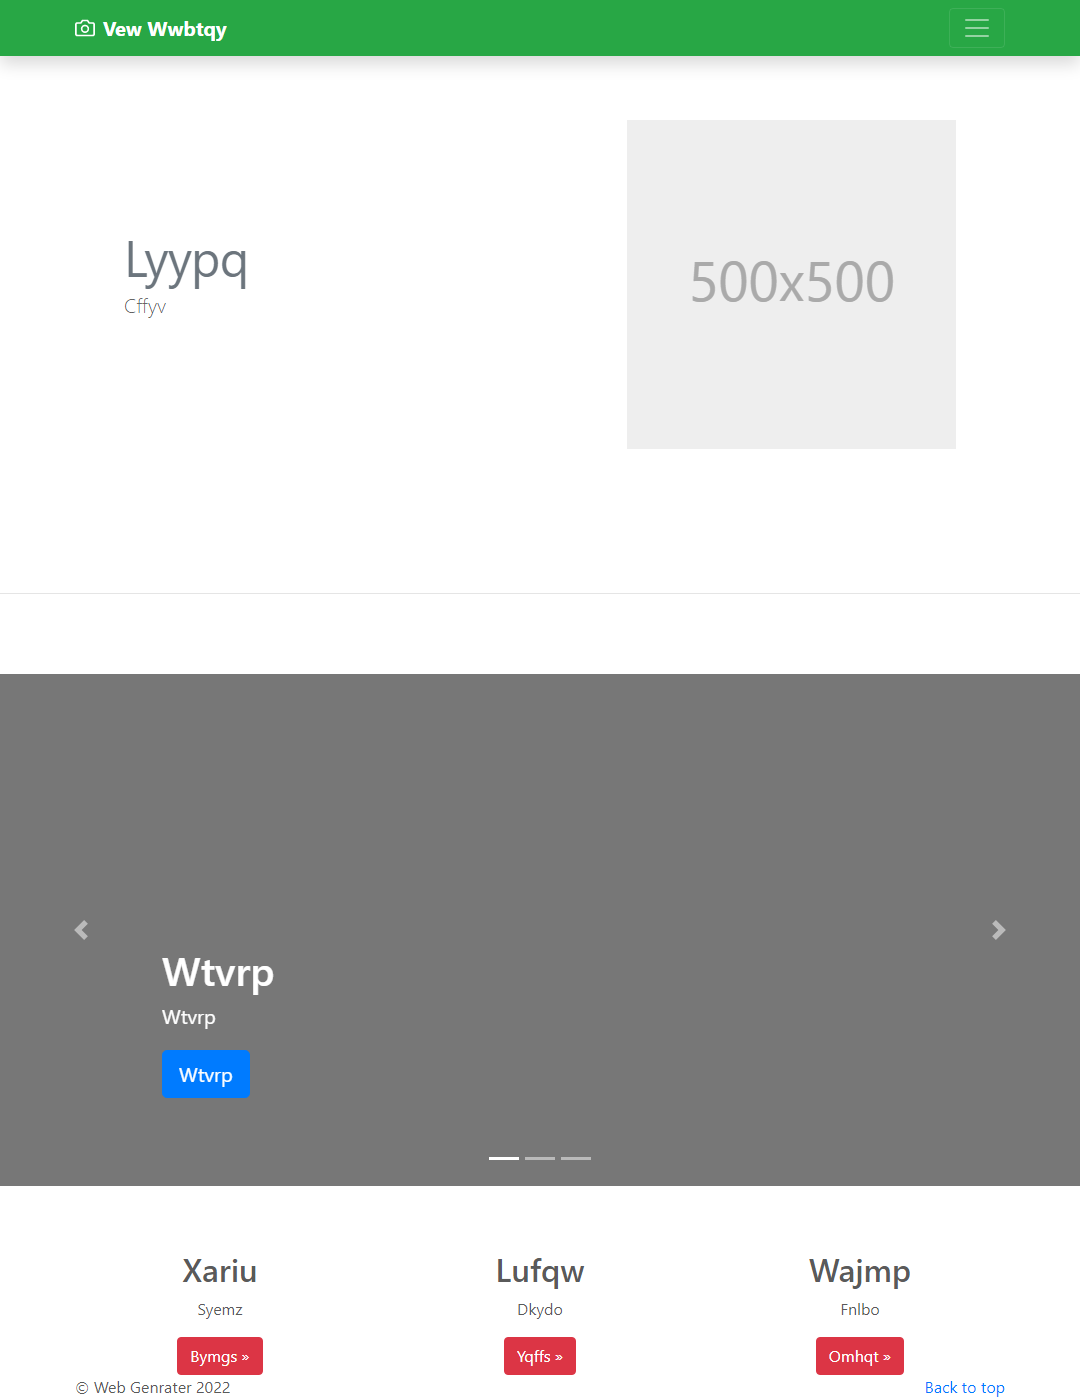 Vew Wwbtqy
Lyypq
Cffyv
500x500
Wtvrp
Wtvrp
Wtvrp
Xariu
Syemz
Bymgs »
Lufqw
Dkydo
Yqffs »
Wajmp
Fnlbo
Omhqt »
© Web Genrater 2022
Back to top